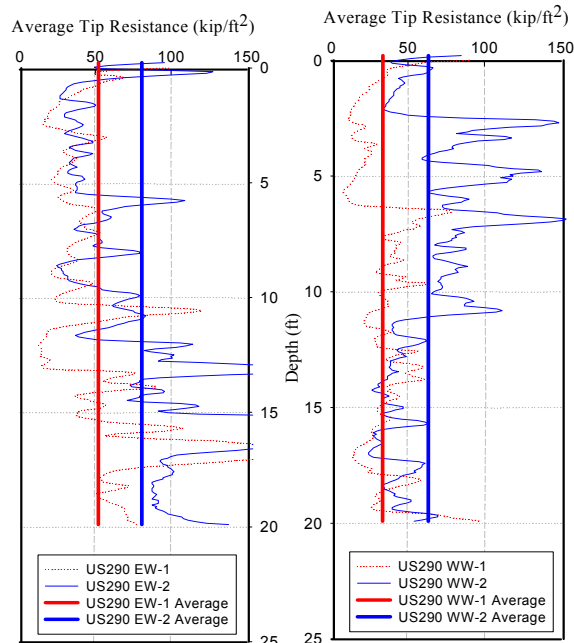 Average Tip Resistance (kip/ft2)
0 50 100 150
0
5
10
15
20
25
US290 EW-1
US290 EW-2
US290 EW-1 Average
US290 EW-2 Average
Average Tip Resistance (kip/ft2)
0 50 100 150
Depth (ft)
0
5
10
15
20
25
US290 WW-1
US290 WW-2
US290 WW-1 Average
US290 WW-2 Average